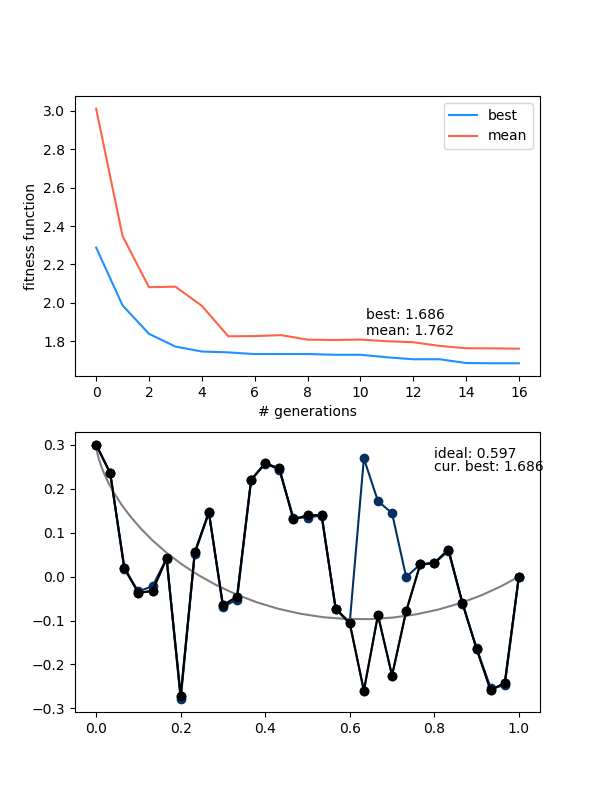 3.0
2.8
2.6
2.4
2.2
2.0
1.8
fitness function
best
mean
best: 1.686
mean: 1.762
0 2 4 6 8 10 12 14 16
# generations
0.3
0.2
0.1
0.0
−0.1
−0.2
−0.3
ideal: 0.597
cur. best: 1.686
0.0 0.2 0.4 0.6 0.8 1.0